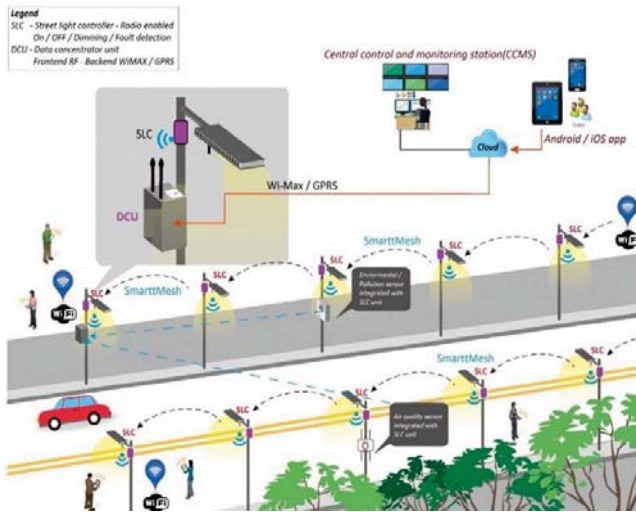 Legend
SLC - Street light controller - Radio enabled
On / OFF / Dimming / Fault detection
DCU - Data concentrator unit
Frontend RF - Backend WiMAX / GPRS
Central control and monitoring station(CCMS)
SLC
Cloud
Android / iOS app
Wi-Max / GPRS
DCU
SLC
SLC
SmarttMesh
SLC
SLC
WiFi
SLC
SmarttMesh
WiFi
Enviornmental /
Pollution sensor
integrated with
SLC unit
SmarttMesh
SLC
SLC
SLC
SLC
SLC
Air quality sensor
integrated with
SLC unit
WiFi